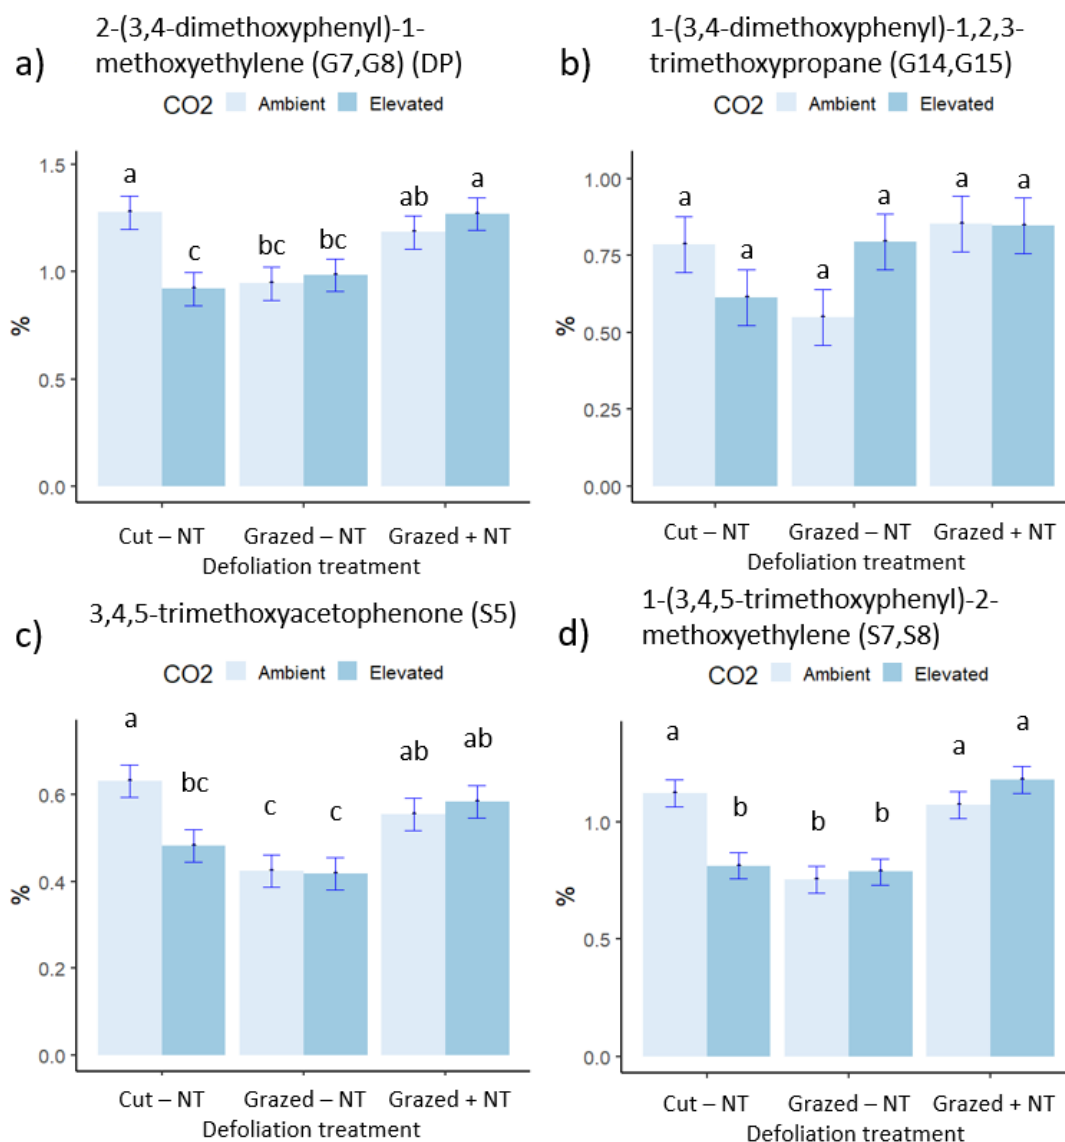 a)
2-(3,4-dimethoxyphenyl)-1-
methoxyethylene (G7,G8) (DP)
CO2 Ambient Elevated
1.5
1.0
0.5
0.0
%
a
c
bc
bc
ab
a
Cut – NT Grazed – NT Grazed + NT
Defoliation treatment
b)
1-(3,4-dimethoxyphenyl)-1,2,3-
trimethoxypropane (G14,G15)
CO2 Ambient Elevated
1.00
0.75
0.50
0.25
0.00
%
a
a
a
a
a
a
Cut – NT Grazed – NT Grazed + NT
Defoliation treatment
c)
3,4,5-trimethoxyacetophenone (S5)
CO2 Ambient Elevated
0.6
0.4
0.2
0.0
%
a
bc
c
c
ab
ab
Cut – NT Grazed – NT Grazed + NT
Defoliation treatment
d)
1-(3,4,5-trimethoxyphenyl)-2-
methoxyethylene (S7,S8)
CO2 Ambient Elevated
1.0
0.5
0.0
%
a
b
b
b
a
a
Cut – NT Grazed – NT Grazed + NT
Defoliation treatment